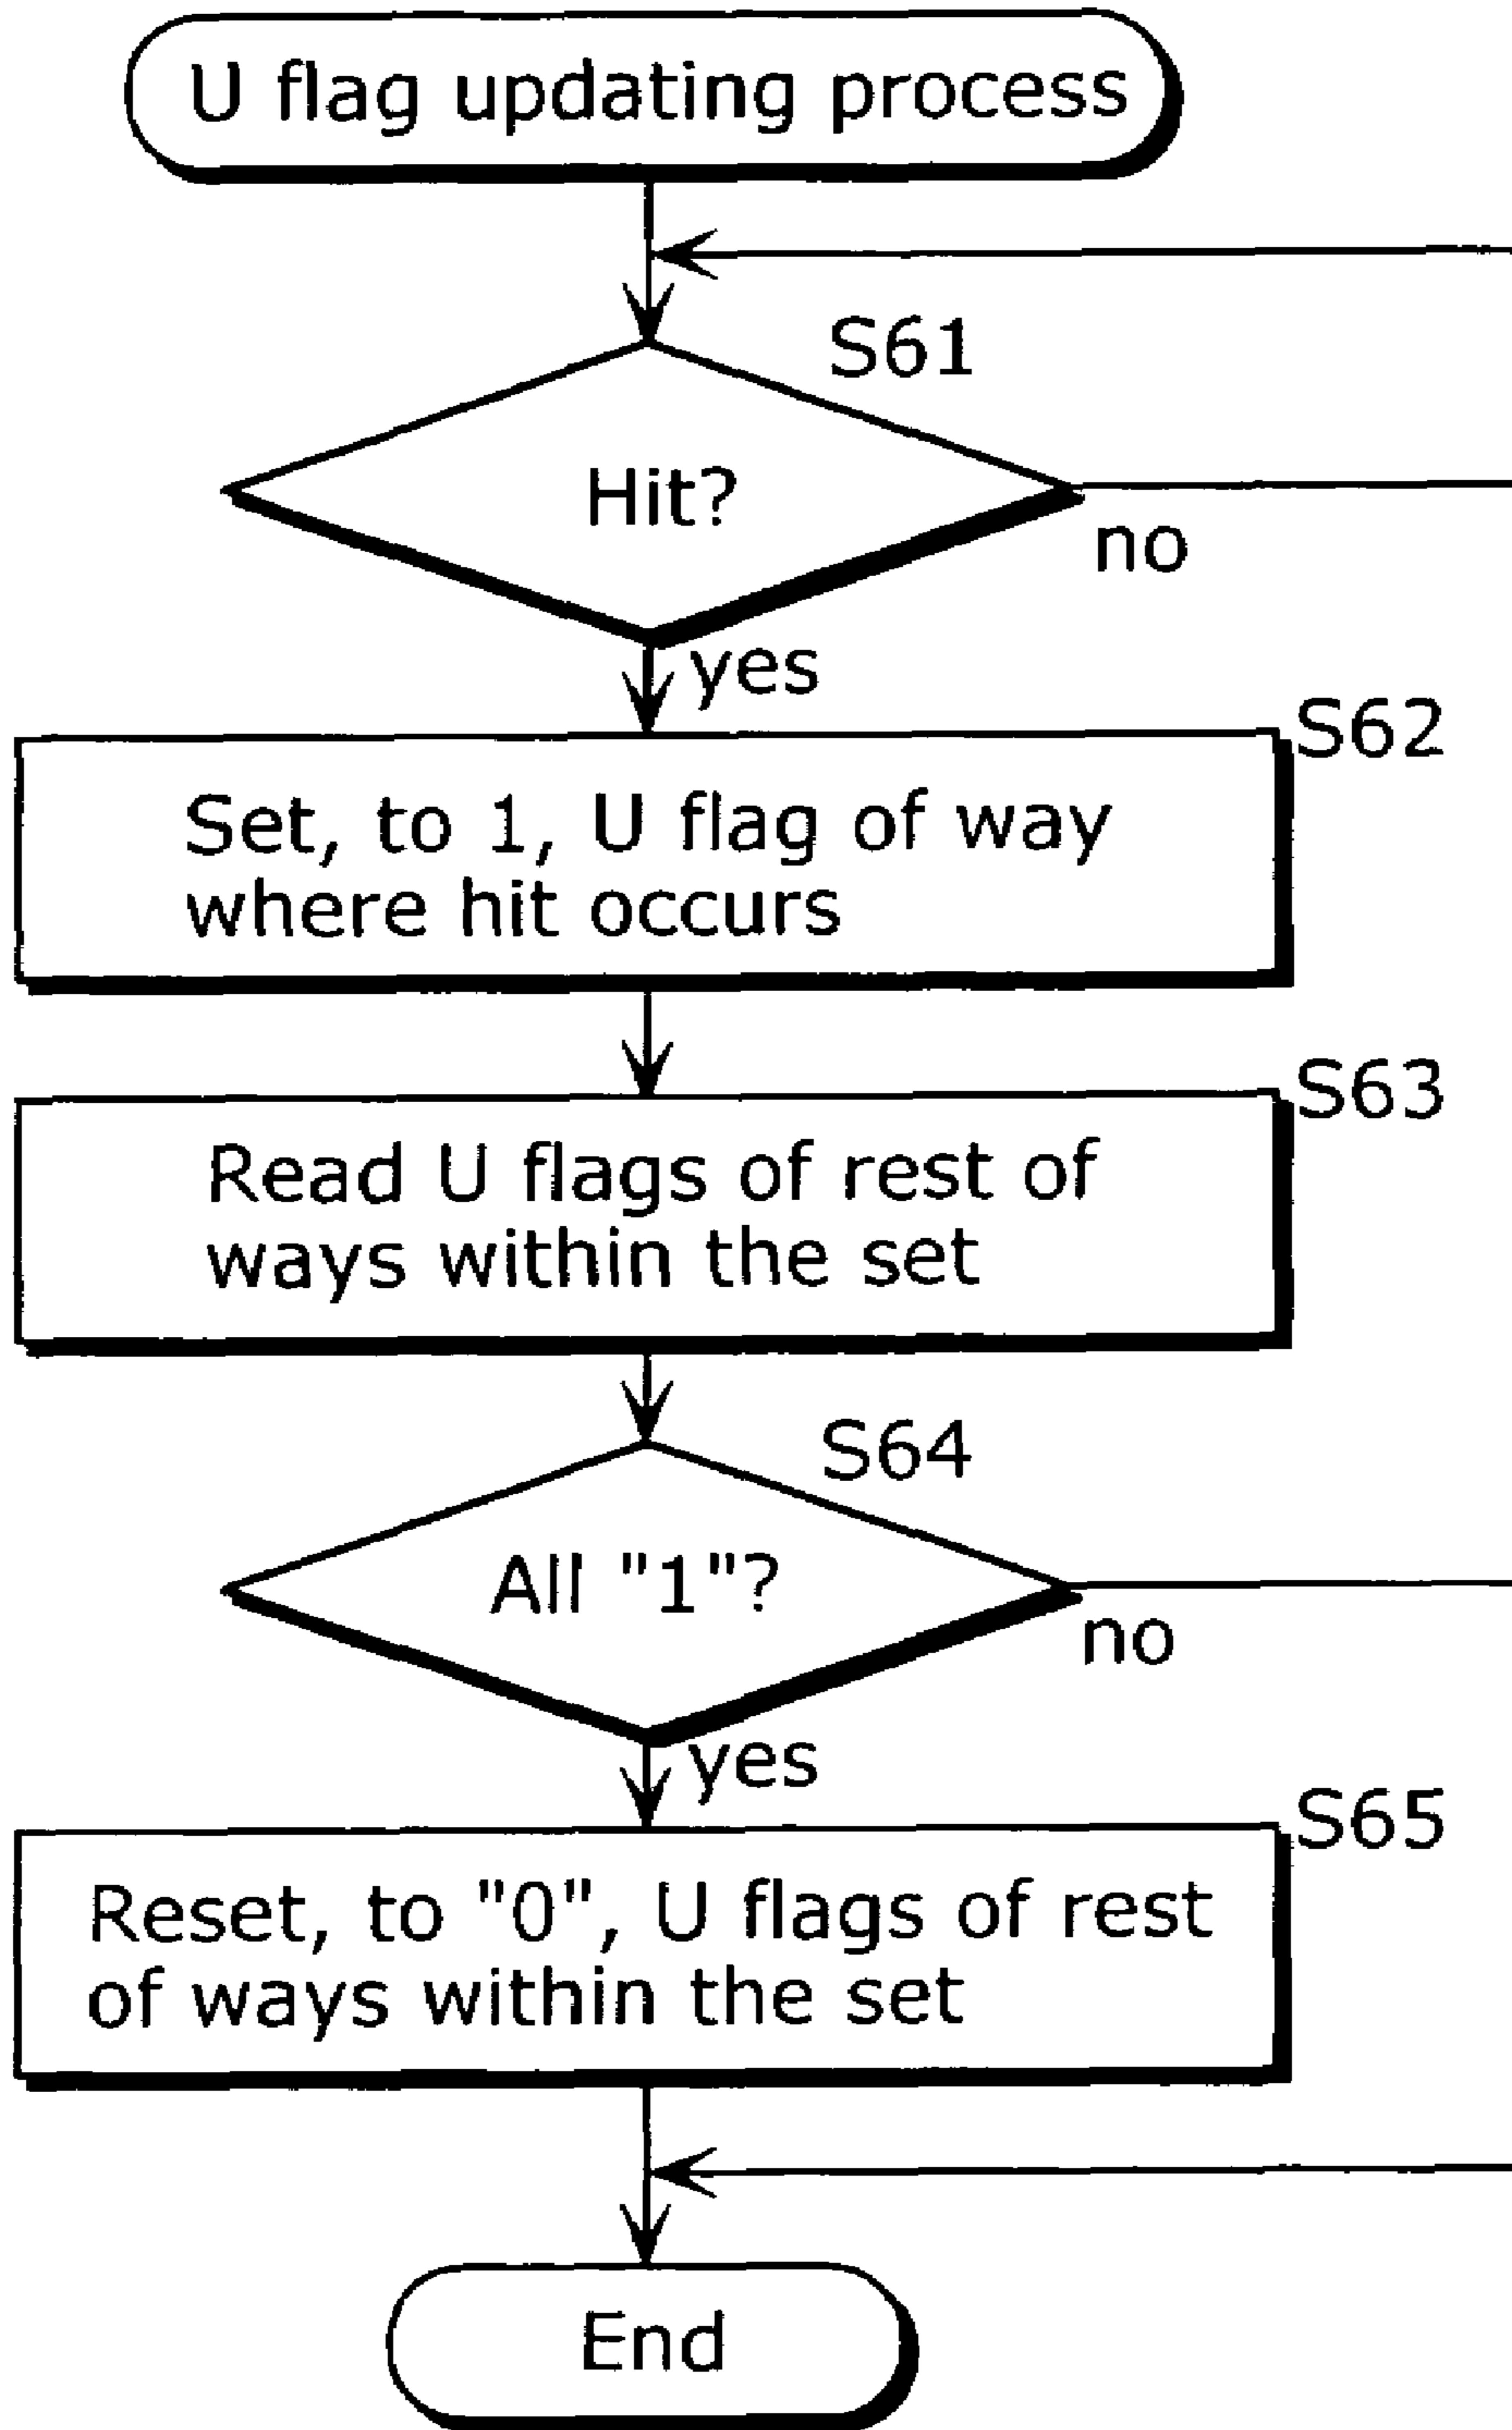 U flag updating process
S61
Hit?
no
yes
S62
Set, to 1, U flag of way
where hit occurs
S63
Read U flags of rest of
ways within the set
S64
All "1"?
no
yes
S65
Reset, to "0", U flags of rest
of ways within the set
End